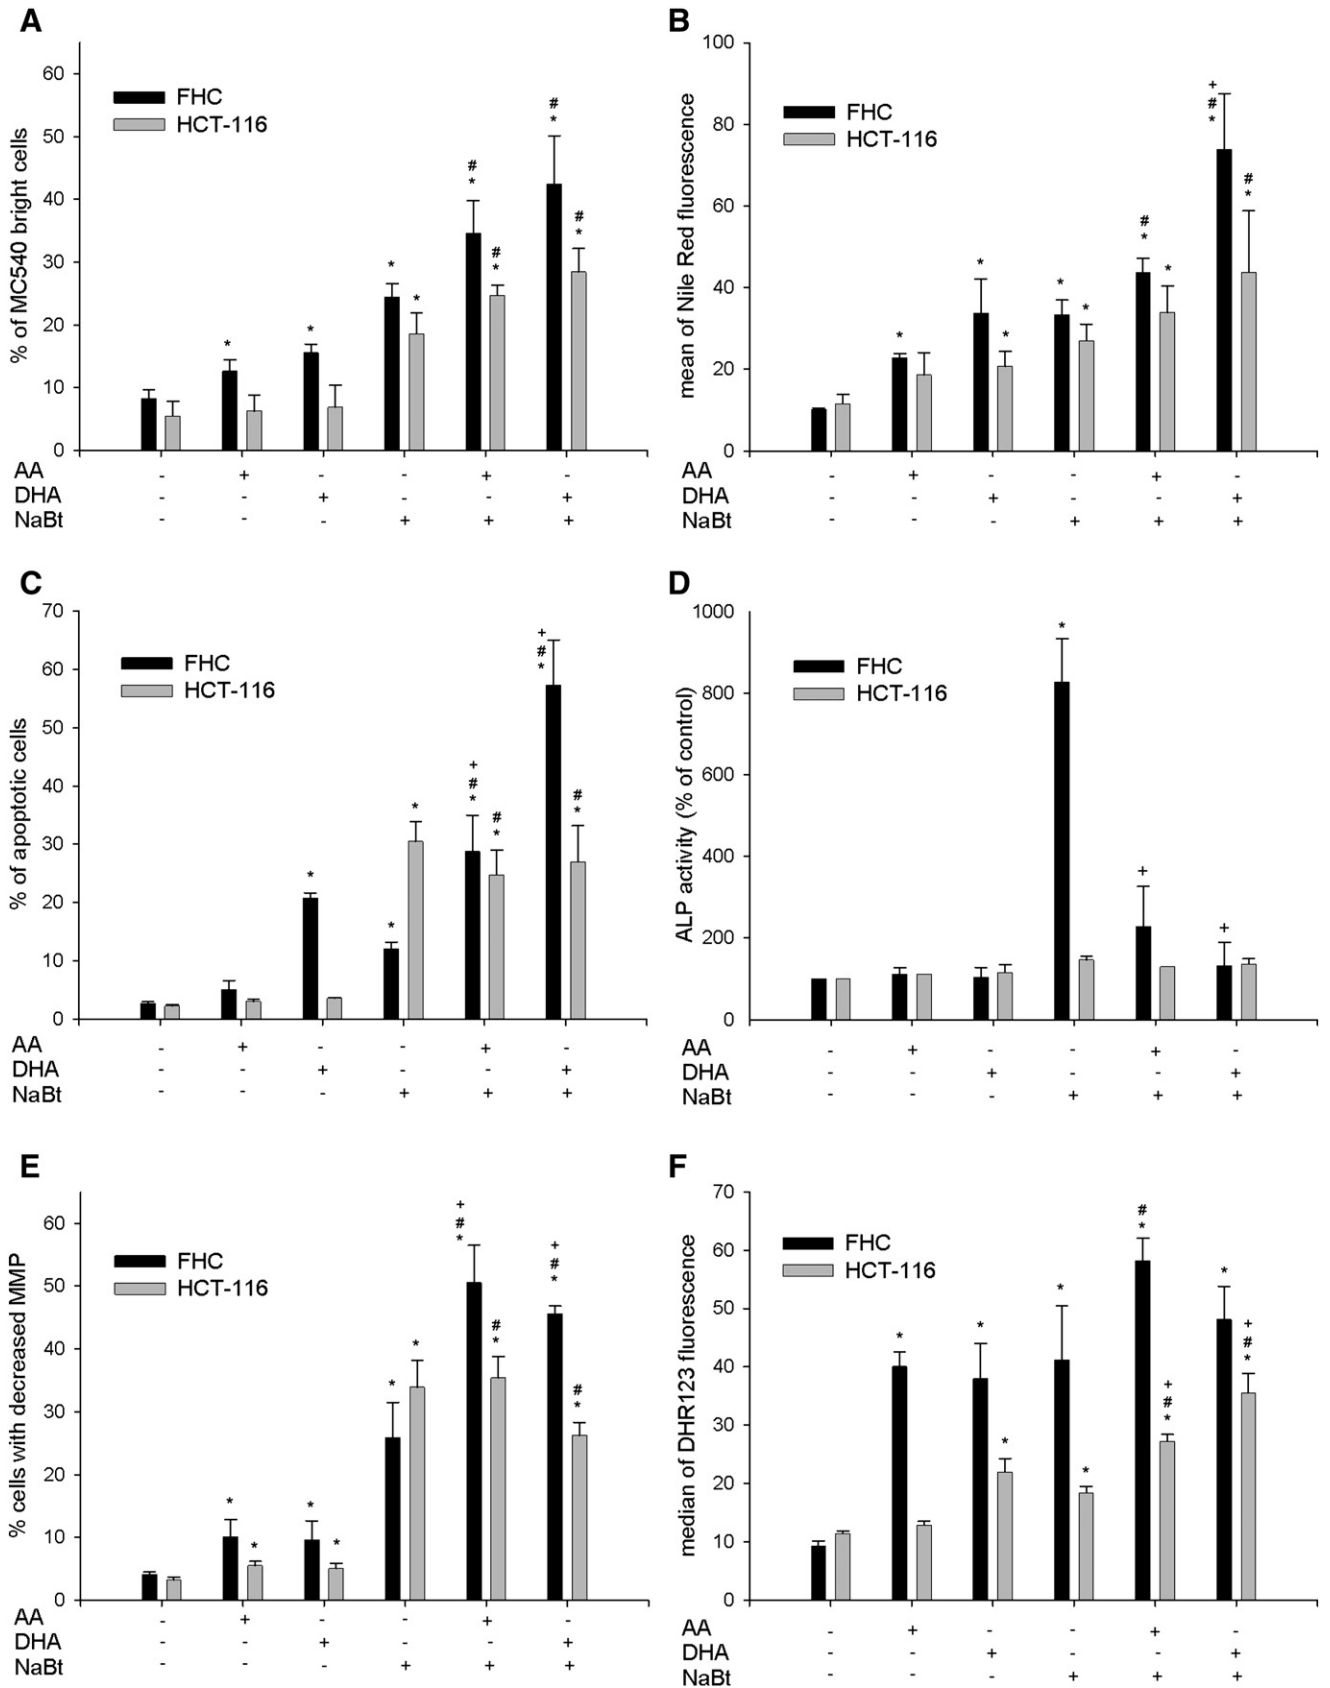 A
% of MC540 bright cells
60
50
40
30
20
10
0
FHC
HCT-116
*
*
*
*
#
*
#
*
#
*
#
*
AA - + - - + -
DHA - - + - - +
NaBt - - - + + +
B
mean of Nile Red fluorescence
100
80
60
40
20
0
FHC
HCT-116
*
*
*
*
*
#
*
*
+
#
*
#
*
AA - + - - + -
DHA - - + - - +
NaBt - - - + + +
C
% of apoptotic cells
70
60
50
40
30
20
10
0
FHC
HCT-116
*
*
*
+
#
*
#
*
+
#
*
#
*
AA - + - - + -
DHA - - + - - +
NaBt - - - + + +
D
ALP activity (% of control)
1000
800
600
400
200
0
FHC
HCT-116
*
+
+
AA - + - - + -
DHA - - + - - +
NaBt - - - + + +
E
% cells with decreased MMP
60
50
40
30
20
10
0
FHC
HCT-116
*
*
*
*
*
*
+
#
*
#
*
+
#
*
#
*
AA - + - - + -
DHA - - + - - +
NaBt - - - + + +
F
median of DHR123 fluorescence
70
60
50
40
30
20
10
0
FHC
HCT-116
*
*
*
*
*
#
*
+
#
*
*
+
#
*
AA - + - - + -
DHA - - + - - +
NaBt - - - + + +